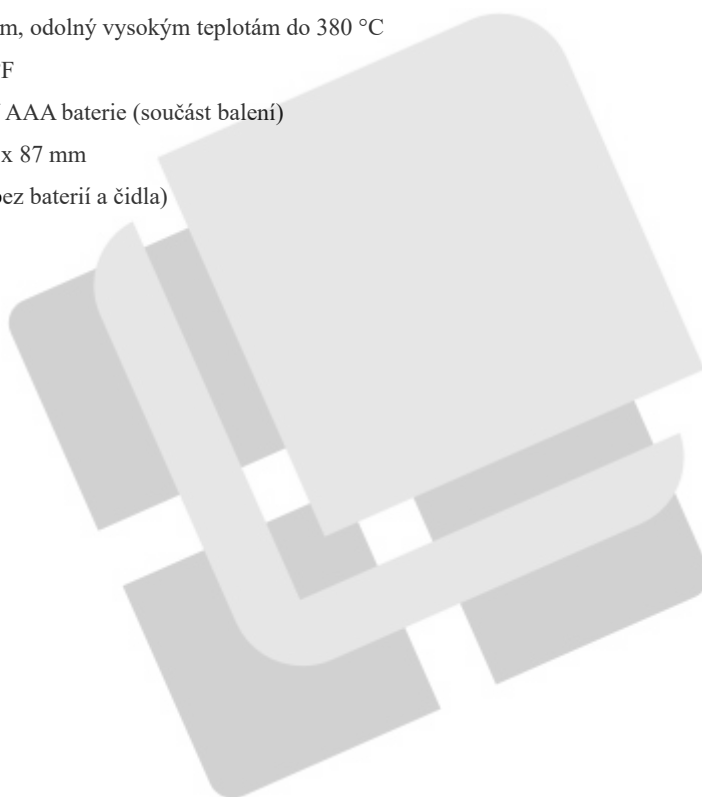 m, odolný vysokým teplotám do 380 °C
°F
AAA baterie (součást balení)
x 87 mm
bez baterií a čidla)